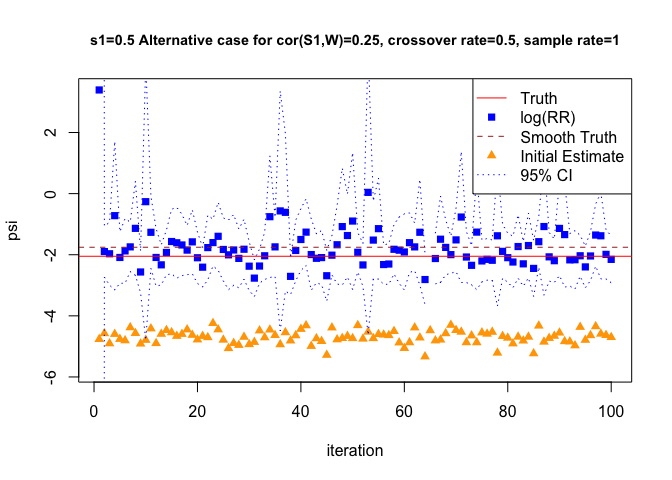 s1=0.5 Alternative case for cor(S1,W)=0.25, crossover rate=0.5, sample rate=1
psi
2
0
-2
-4
-6
Truth
log(RR)
Smooth Truth
Initial Estimate
95% CI
0 20 40 60 80 100
iteration